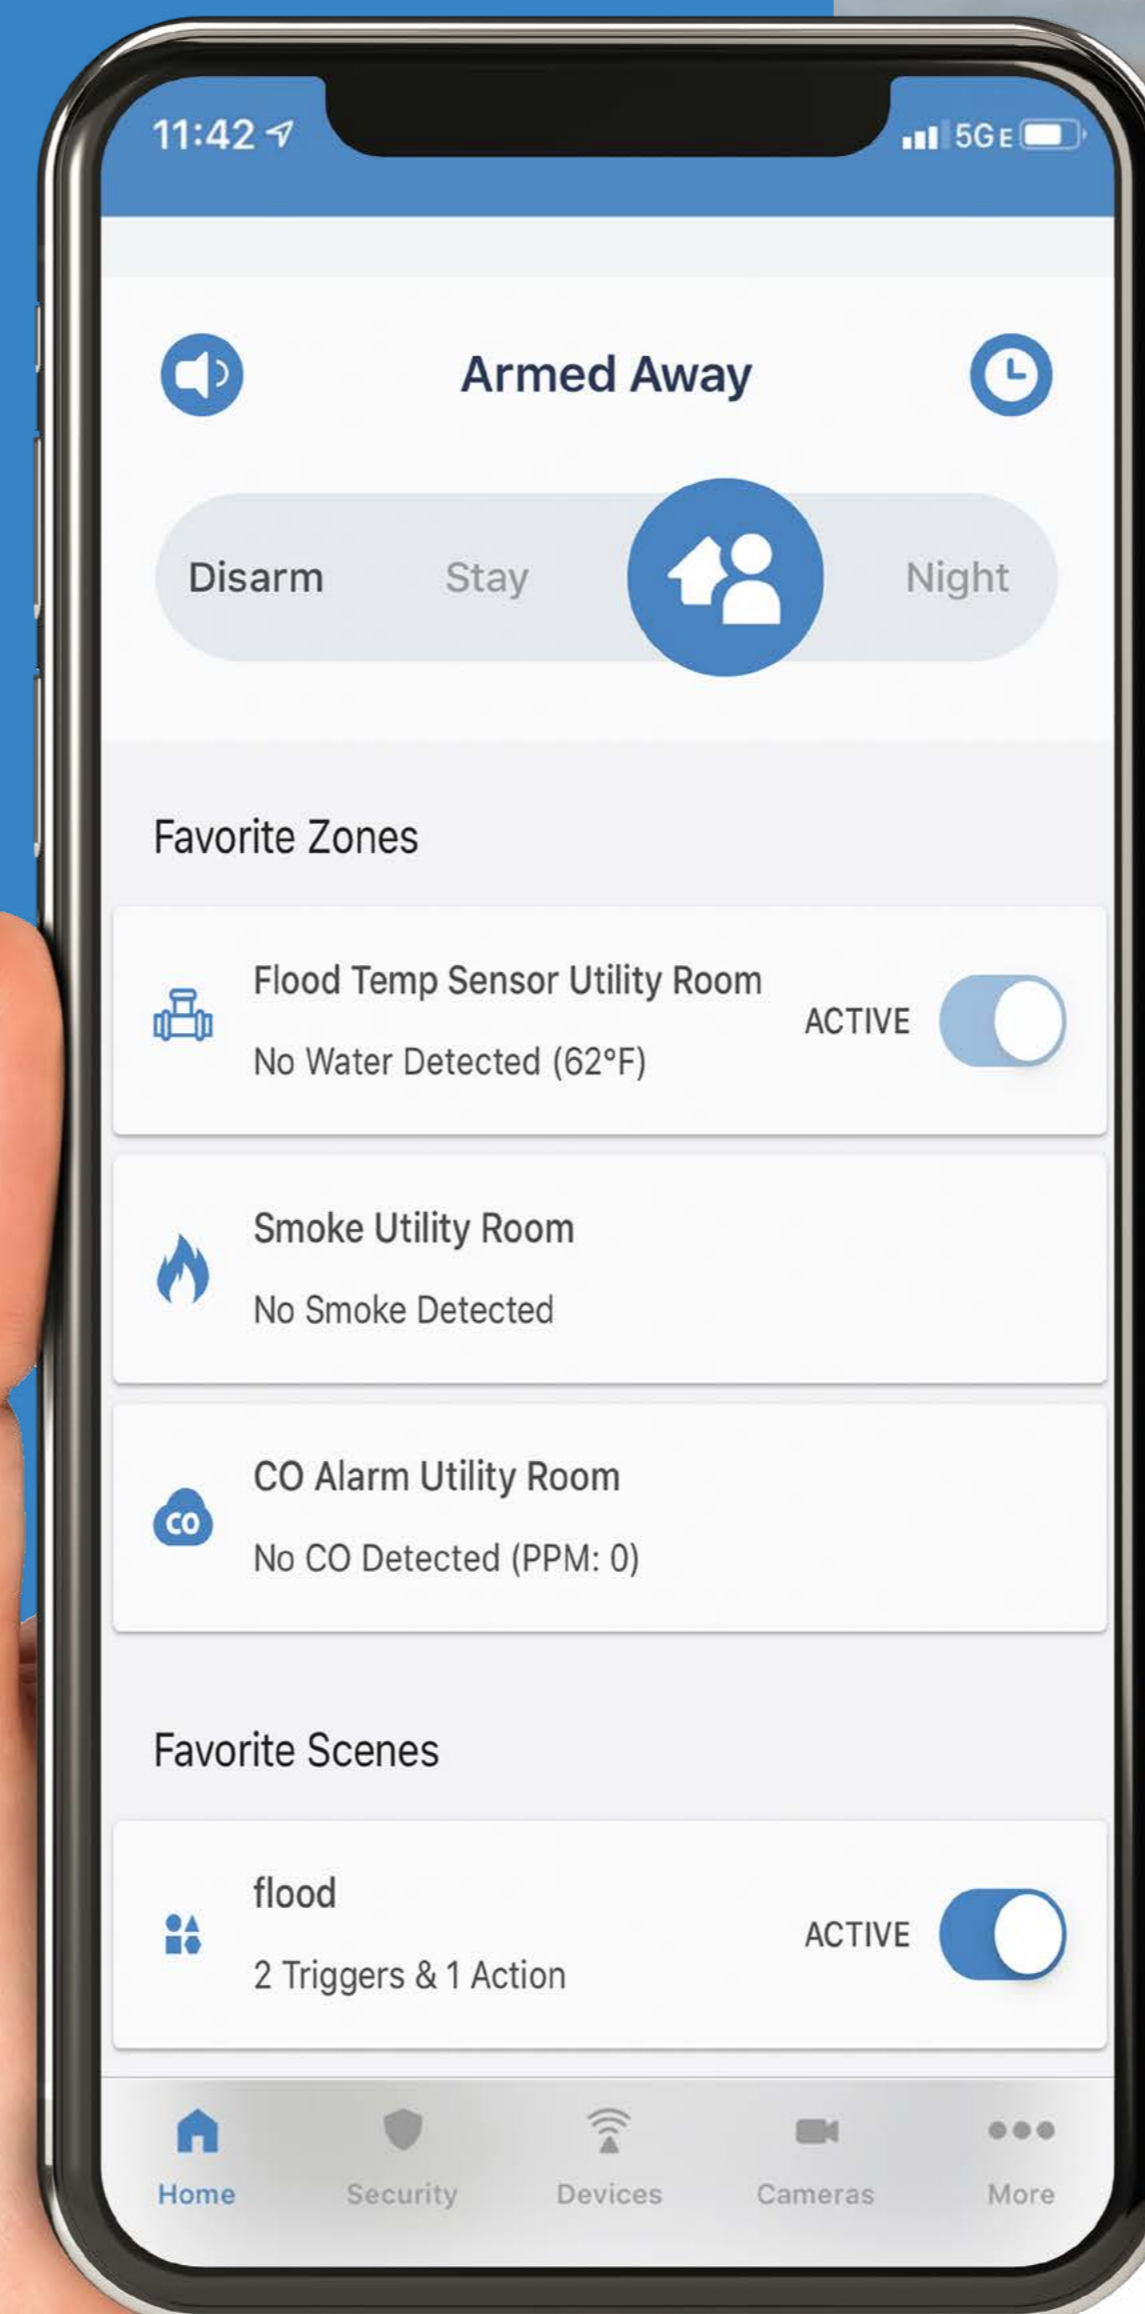 11:42
5G E
Armed Away
Disarm
Stay
Night
Favorite Zones
Flood Temp Sensor Utility Room
ACTIVE
No Water Detected (62°F)
Smoke Utility Room
No Smoke Detected
CO Alarm Utility Room
CO
No CO Detected (PPM: 0)
Favorite Scenes
flood
ACTIVE
2 Triggers & 1 Action
Home
Security
Devices
Cameras
More